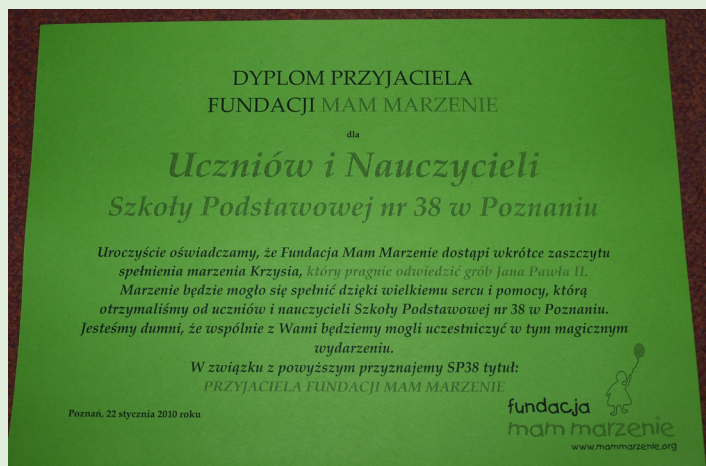 DYPLOM PRZYJACIELA
FUNDACJI MAM MARZENIE
dla
Uczniów i Nauczycieli
Szkoły Podstawowej nr 38 w Poznaniu
Uroczyście oświadczamy, że Fundacja Mam Marzenie dostąpi wkrótce zaszczytu
spełnienia marzenia Krzysia, który pragnie odwiedzić grób Jana Pawła II.
Marzenie będzie mogło się spełnić dzięki wielkiemu sercu i pomocy, którą
otrzymaliśmy od uczniów i nauczycieli Szkoły Podstawowej nr 38 w Poznaniu.
Jesteśmy dumni, że wspólnie z Wami będziemy mogli uczestniczyć w tym magicznym
wydarzeniu.
W związku z powyższym przyznajemy SP38 tytuł:
PRZYJACIELA FUNDACJI MAM MARZENIE
Poznań, 22 stycznia 2010 roku
fundacja
mam marzenie
www.mammarzenie.org